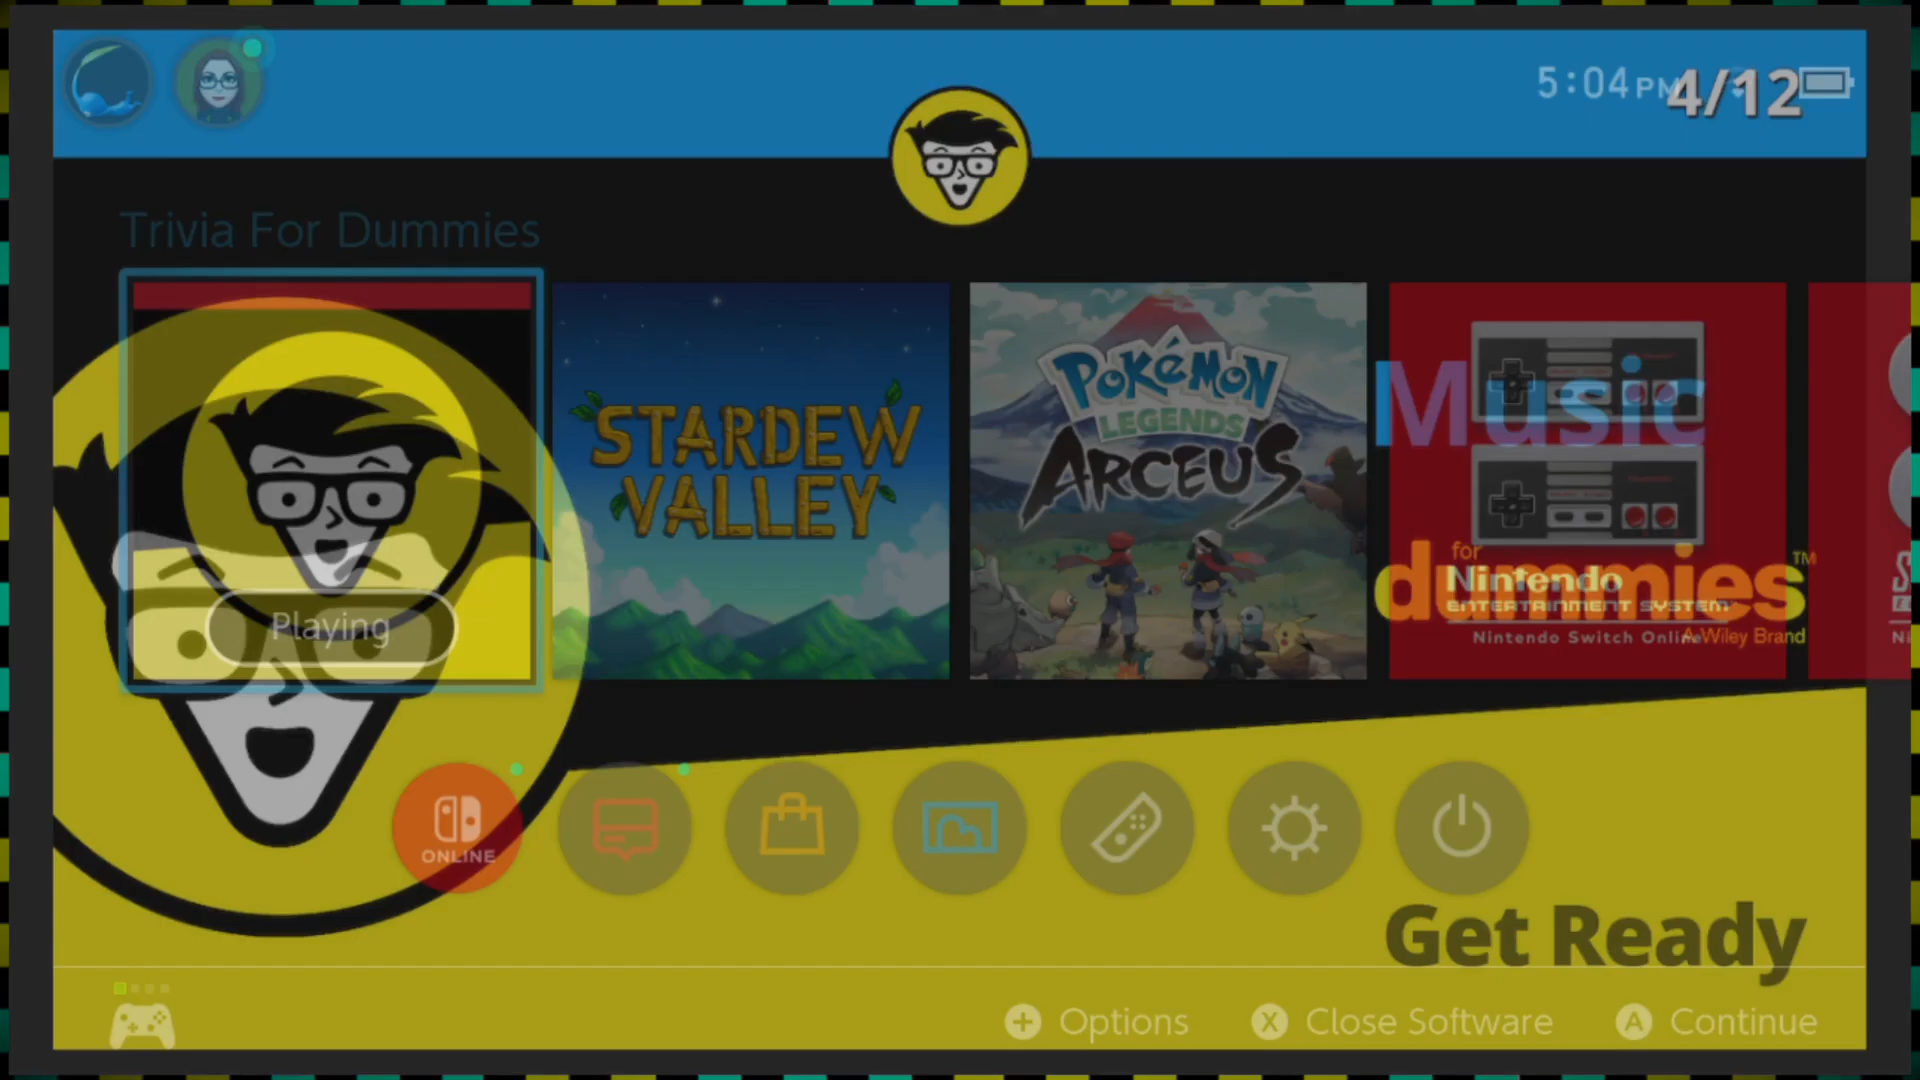 5:04 PM
4/12
Trivia For Dummies
Playing
STARDEW
VALLEY
POKéMON
LEGENDS
ARCEUS
Music
for
dummies™
A Wiley Brand
Nintendo
ENTERTAINMENT SYSTEM
Nintendo Switch Online
ONLINE
Get Ready
Options
X Close Software
A Continue